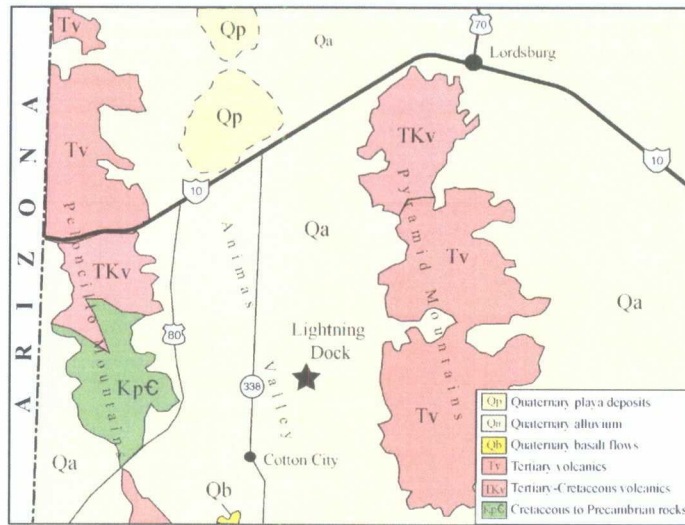 Tv
Qp
Qa
70
Lordsburg
Qp
TKv
Tv
10
10
ARIZONA
Peloncillo Mountains
Animas Valley
Pyramid Mountains
Qa
TKv
Tv
Qa
80
Lightning Dock
338
KpꞒ
Tv
Qa
Cotton City
Qb
Qp Quaternary playa deposits
Qa Quaternary alluvium
Qb Quaternary basalt flows
Tv Tertiary volcanics
TKv Tertiary-Cretaceous volcanics
KpꞒ Cretaceous to Precambrian rocks